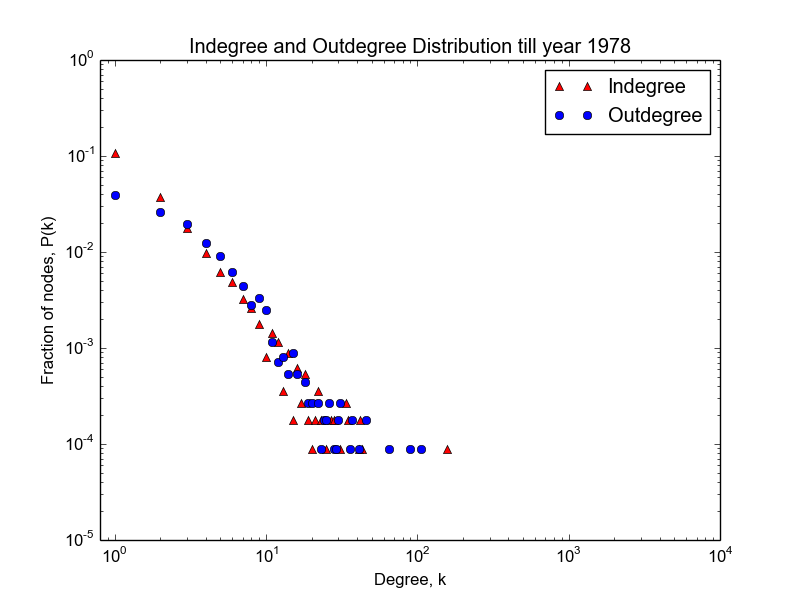 Indegree and Outdegree Distribution till year 1978
Indegree
Outdegree
10^0
10^-1
10^-2
10^-3
10^-4
10^-5
Fraction of nodes, P(k)
10^0 10^1 10^2 10^3 10^4
Degree, k